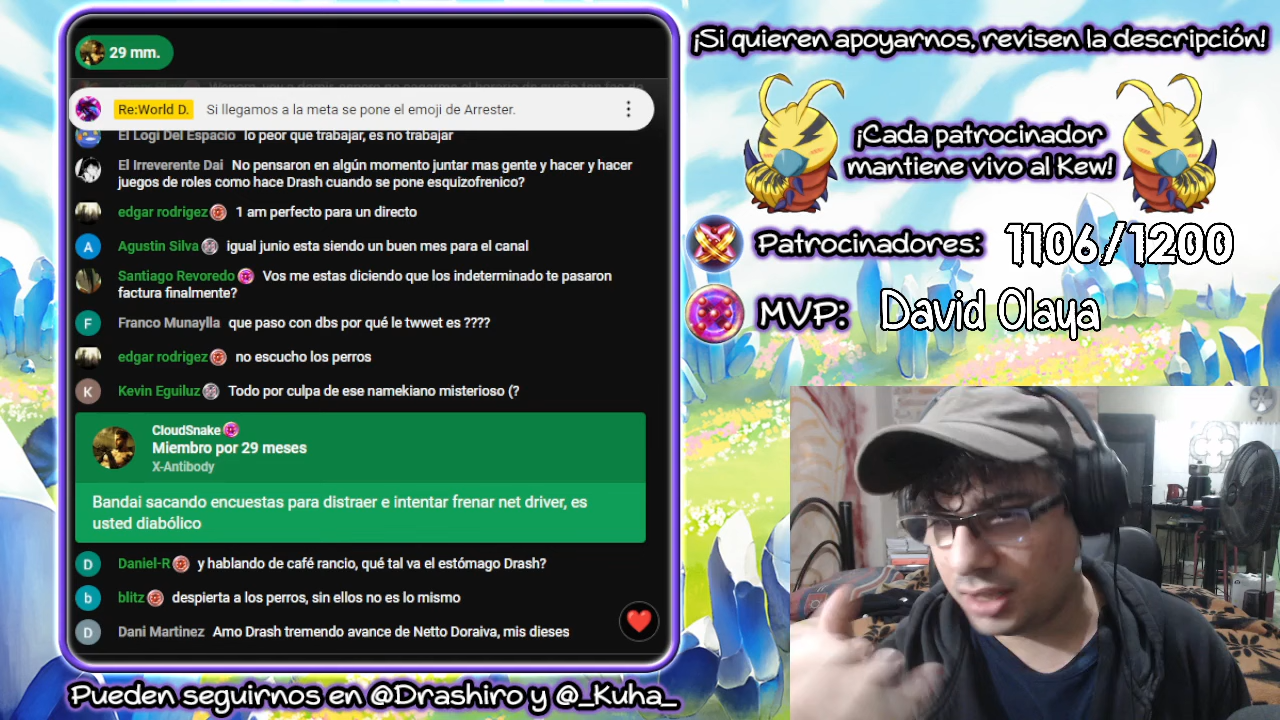 29 mm.
Re:World D. Si llegamos a la meta se pone el emoji de Arrester.
El Logi Del Espacio lo peor que trabajar, es no trabajar
El Irreverente Dai No pensaron en algún momento juntar mas gente y hacer y hacer
juegos de roles como hace Drash cuando se pone esquizofrenico?
edgar rodrigez 1 am perfecto para un directo
A Agustin Silva igual junio esta siendo un buen mes para el canal
Santiago Revoredo Vos me estas diciendo que los indeterminado te pasaron
factura finalmente?
F Franco Munaylla que paso con dbs por qué le twwet es ????
edgar rodrigez no escucho los perros
K Kevin Eguiluz Todo por culpa de ese namekiano misterioso (?
CloudSnake
Miembro por 29 meses
X-Antibody
Bandai sacando encuestas para distraer e intentar frenar net driver, es
usted diabólico
D Daniel-R y hablando de café rancio, qué tal va el estómago Drash?
b blitz despierta a los perros, sin ellos no es lo mismo
D Dani Martinez Amo Drash tremendo avance de Netto Doraiva, mis dieses
Pueden seguirnos en @Drashiro y @_Kuha_
¡Si quieren apoyarnos, revisen la descripción!
¡Cada patrocinador
mantiene vivo al Kew!
Patrocinadores: 1106/1200
MVP: David Olaya